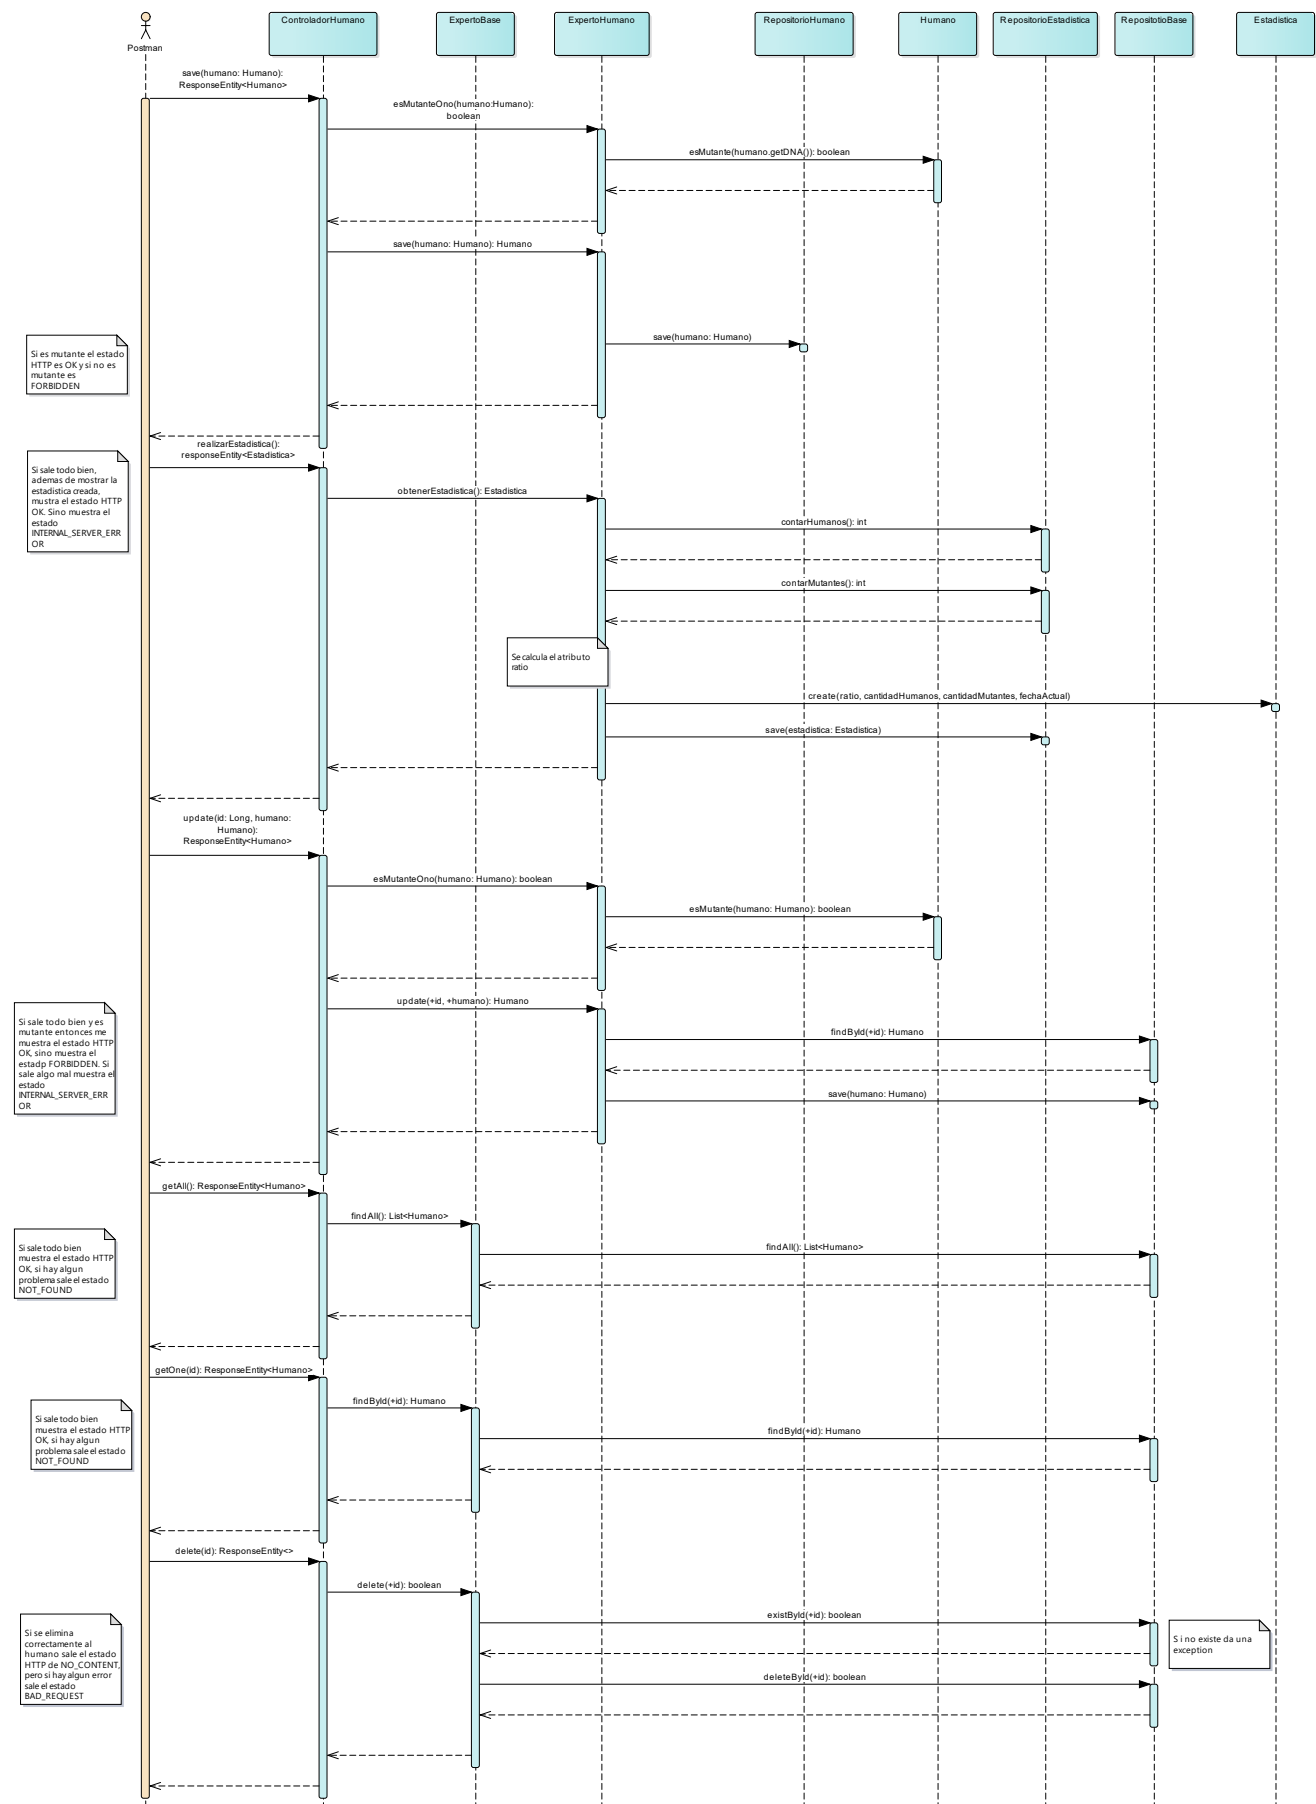 ControladorHumano
ExpertoBase
ExpertoHumano
RepositorioHumano
Humano
RepositorioEstadistica
RepositotioBase
Estadistica
Postman
save(humano: Humano):
ResponseEntity<Humano>
esMutanteOno(humano:Humano):
boolean
esMutante(humano.getDNA()): boolean
save(humano: Humano): Humano
save(humano: Humano)
Si es mutante el estado
HTTP es OK y si no es
mutante es
FORBIDDEN
realizarEstadistica():
responseEntity<Estadistica>
Si sale todo bien,
ademas de mostrar la
estadistica creada,
mustra el estado HTTP
OK. Sino muestra el
estado
INTERNAL_SERVER_ERR
OR
obtenerEstadistica(): Estadistica
contarHumanos(): int
contarMutantes(): int
Se calcula el atributo
ratio
create(ratio, cantidadHumanos, cantidadMutantes, fechaActual)
save(estadistica: Estadistica)
update(id: Long, humano:
Humano):
ResponseEntity<Humano>
esMutanteOno(humano: Humano): boolean
esMutante(humano: Humano): boolean
update(+id, +humano): Humano
Si sale todo bien y es
mutante entonces me
muestra el estado HTTP
OK, sino muestra el
estadp FORBIDDEN. Si
sale algo mal muestra el
estado
INTERNAL_SERVER_ERR
OR
findById(+id): Humano
save(humano: Humano)
getAll(): ResponseEntity<Humano>
findAll(): List<Humano>
findAll(): List<Humano>
Si sale todo bien
muestra el estado HTTP
OK, si hay algun
problema sale el estado
NOT_FOUND
getOne(id): ResponseEntity<Humano>
findById(+id): Humano
findById(+id): Humano
Si sale todo bien
muestra el estado HTTP
OK, si hay algun
problema sale el estado
NOT_FOUND
delete(id): ResponseEntity<>
delete(+id): boolean
existById(+id): boolean
Si no existe da una
exception
Si se elimina
correctamente al
humano sale el estado
HTTP de NO_CONTENT,
pero si hay algun error
sale el estado
BAD_REQUEST
deleteById(+id): boolean